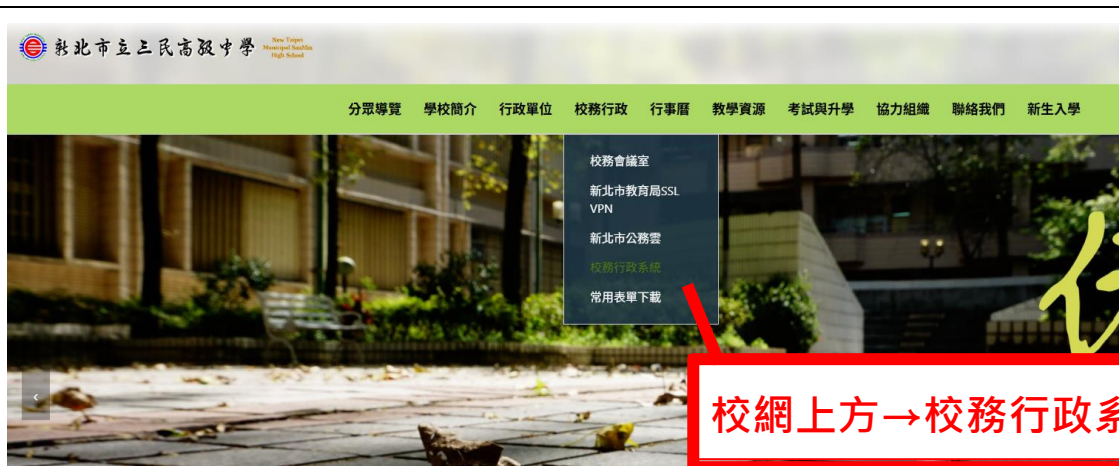 新北市立三民高級中學
New Taipei
Municipal SanMin
High School
分眾導覽 學校簡介 行政單位 校務行政 行事曆 教學資源 考試與升學 協力組織 聯絡我們 新生入學
校務會議室
新北市教育局SSL
VPN
新北市公務雲
校務行政系統
常用表單下載
校網上方→校務行政系